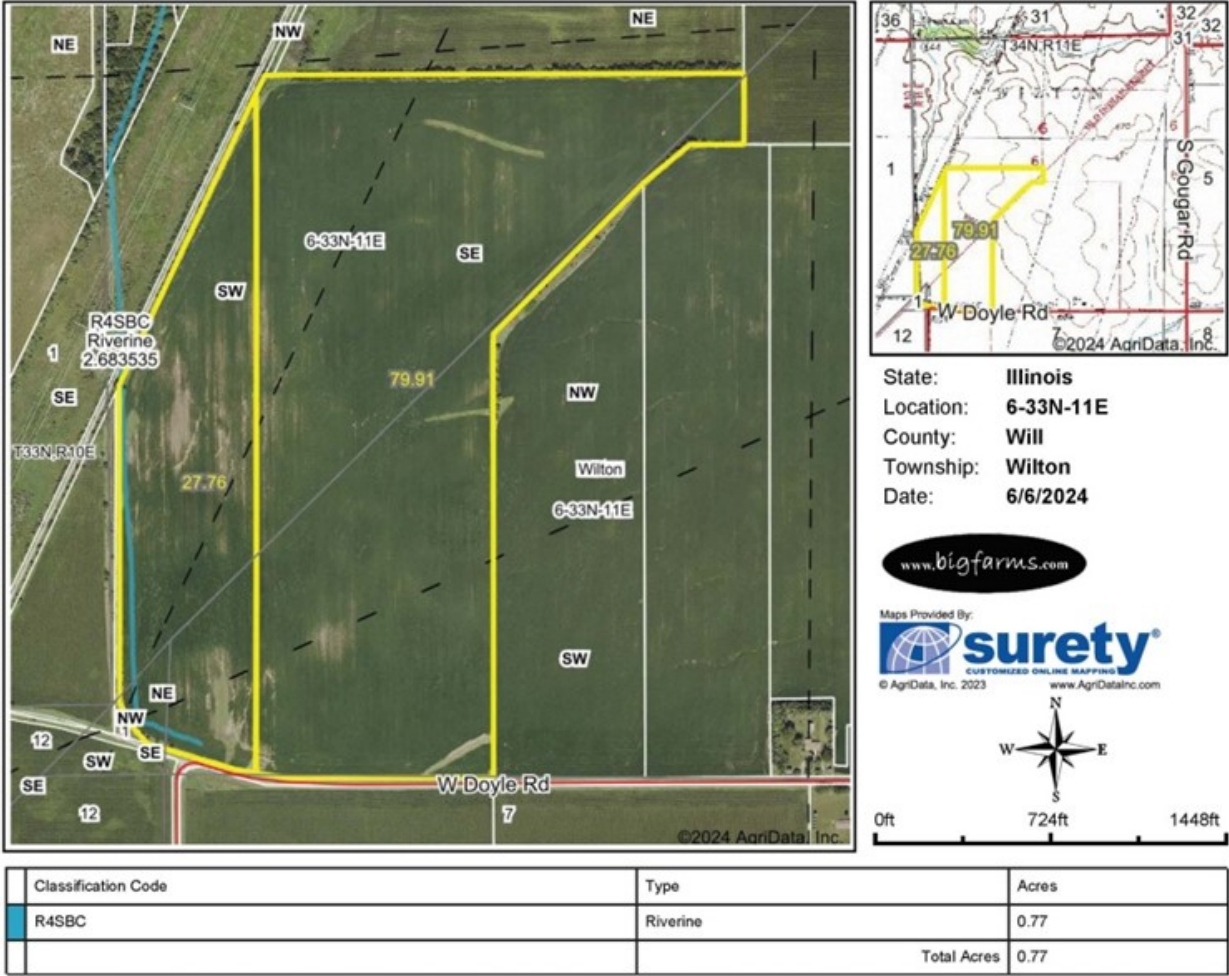 NE
NW
NE
6-33N-11E
SE
SW
R4SBC
Riverine
2.683535
1
SE
79.91
NW
T33N,R10E
27.76
Wilton
6-33N-11E
SW
NE
NW
1
12
SW
SE
SE
12
W Doyle Rd
7
©2024 AgriData, Inc.
36
31
32
32
31
T34N,R11E
6
6
1
5
S Gougar Rd
79.91
27.76
1
W Doyle Rd
12
7
8
©2024 AgriData, Inc.
State: Illinois
Location: 6-33N-11E
County: Will
Township: Wilton
Date: 6/6/2024
www.bigfarms.com
Maps Provided By:
surety®
CUSTOMIZED ONLINE MAPPING
© AgriData, Inc. 2023 www.AgriDataInc.com
N
W E
S
0ft 724ft 1448ft
Classification Code Type Acres
R4SBC Riverine 0.77
Total Acres 0.77